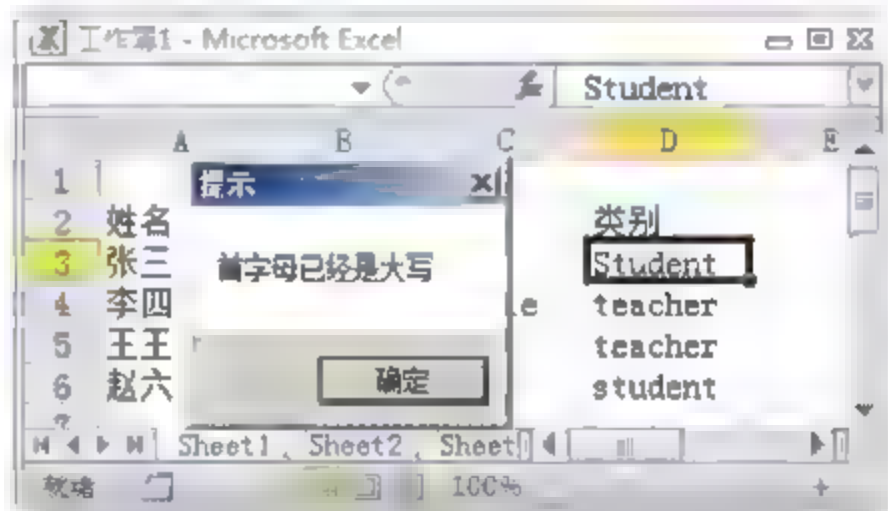 工作簿1 - Microsoft Excel
Student
A B C D E
1
2 姓名 类别
3 张三 Student
4 李四 e teacher
5 王王 teacher
6 赵六 student
提示
首字母已经是大写
确定
Sheet1 Sheet2 Sheet
就绪 100%